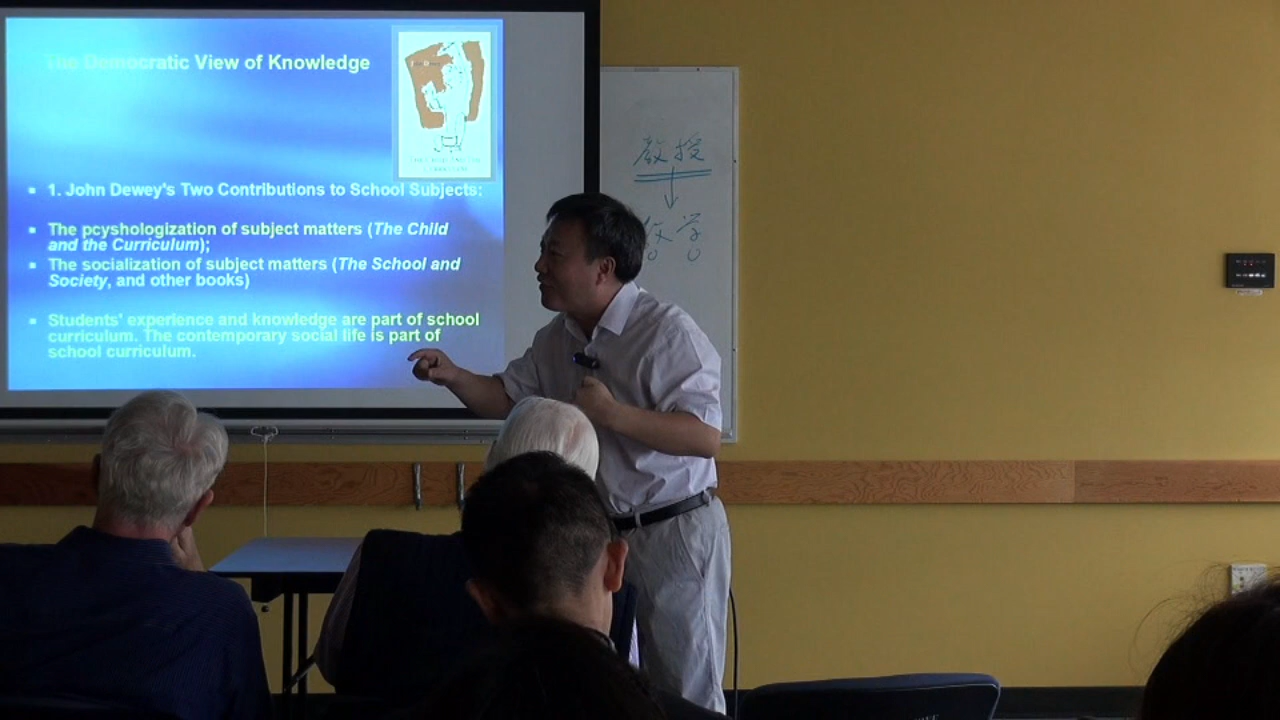 The Democratic View of Knowledge
1. John Dewey's Two Contributions to School Subjects:
The pcyshologization of subject matters (The Child
and the Curriculum);
The socialization of subject matters (The School and
Society, and other books)
Students' experience and knowledge are part of school
curriculum. The contemporary social life is part of
school curriculum.
教授
学